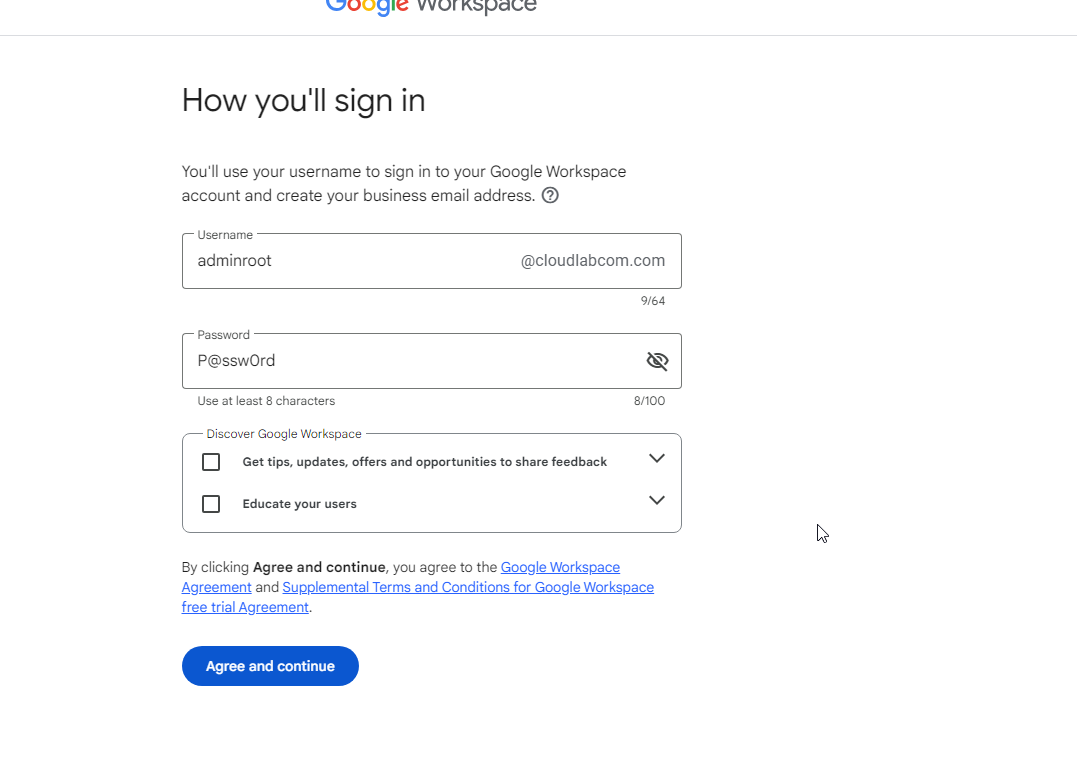 Google Workspace
How you'll sign in
You'll use your username to sign in to your Google Workspace
account and create your business email address.
Username
adminroot @cloudlabcom.com
9/64
Password
P@ssw0rd
Use at least 8 characters 8/100
Discover Google Workspace
Get tips, updates, offers and opportunities to share feedback
Educate your users
By clicking Agree and continue, you agree to the Google Workspace
Agreement and Supplemental Terms and Conditions for Google Workspace
free trial Agreement.
Agree and continue